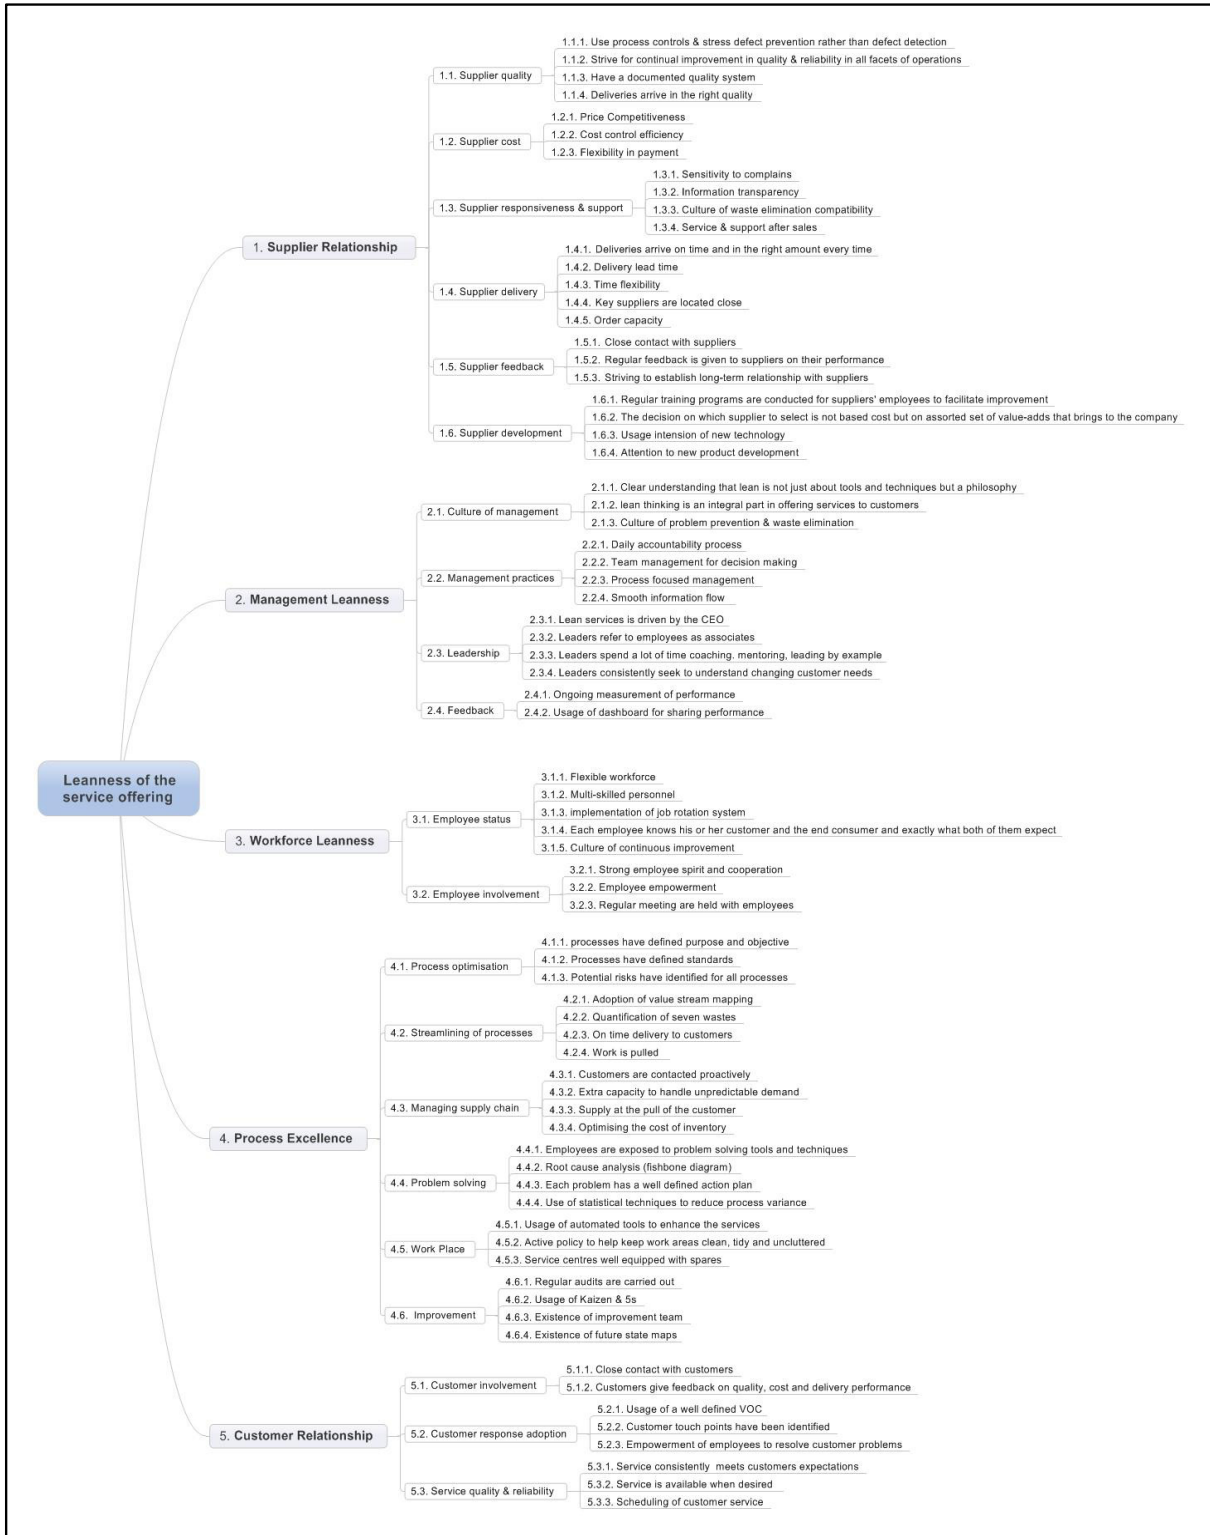 Leanness of the
service offering
1. Supplier Relationship
1.1. Supplier quality
1.1.1. Use process controls & stress defect prevention rather than defect detection
1.1.2. Strive for continual improvement in quality & reliability in all facets of operations
1.1.3. Have a documented quality system
1.1.4. Deliveries arrive in the right quality
1.2. Supplier cost
1.2.1. Price Competitiveness
1.2.2. Cost control efficiency
1.2.3. Flexibility in payment
1.3. Supplier responsiveness & support
1.3.1. Sensitivity to complains
1.3.2. Information transparency
1.3.3. Culture of waste elimination compatibility
1.3.4. Service & support after sales
1.4. Supplier delivery
1.4.1. Deliveries arrive on time and in the right amount every time
1.4.2. Delivery lead time
1.4.3. Time flexibility
1.4.4. Key suppliers are located close
1.4.5. Order capacity
1.5. Supplier feedback
1.5.1. Close contact with suppliers
1.5.2. Regular feedback is given to suppliers on their performance
1.5.3. Striving to establish long-term relationship with suppliers
1.6. Supplier development
1.6.1. Regular training programs are conducted for suppliers' employees to facilitate improvement
1.6.2. The decision on which supplier to select is not based cost but on assorted set of value-adds that brings to the company
1.6.3. Usage intension of new technology
1.6.4. Attention to new product development
2. Management Leanness
2.1. Culture of management
2.1.1. Clear understanding that lean is not just about tools and techniques but a philosophy
2.1.2. lean thinking is an integral part in offering services to customers
2.1.3. Culture of problem prevention & waste elimination
2.2. Management practices
2.2.1. Daily accountability process
2.2.2. Team management for decision making
2.2.3. Process focused management
2.2.4. Smooth information flow
2.3. Leadership
2.3.1. Lean services is driven by the CEO
2.3.2. Leaders refer to employees as associates
2.3.3. Leaders spend a lot of time coaching. mentoring, leading by example
2.3.4. Leaders consistently seek to understand changing customer needs
2.4. Feedback
2.4.1. Ongoing measurement of performance
2.4.2. Usage of dashboard for sharing performance
3. Workforce Leanness
3.1. Employee status
3.1.1. Flexible workforce
3.1.2. Multi-skilled personnel
3.1.3. implementation of job rotation system
3.1.4. Each employee knows his or her customer and the end consumer and exactly what both of them expect
3.1.5. Culture of continuous improvement
3.2. Employee involvement
3.2.1. Strong employee spirit and cooperation
3.2.2. Employee empowerment
3.2.3. Regular meeting are held with employees
4. Process Excellence
4.1. Process optimisation
4.1.1. processes have defined purpose and objective
4.1.2. Processes have defined standards
4.1.3. Potential risks have identified for all processes
4.2. Streamlining of processes
4.2.1. Adoption of value stream mapping
4.2.2. Quantification of seven wastes
4.2.3. On time delivery to customers
4.2.4. Work is pulled
4.3. Managing supply chain
4.3.1. Customers are contacted proactively
4.3.2. Extra capacity to handle unpredictable demand
4.3.3. Supply at the pull of the customer
4.3.4. Optimising the cost of inventory
4.4. Problem solving
4.4.1. Employees are exposed to problem solving tools and techniques
4.4.2. Root cause analysis (fishbone diagram)
4.4.3. Each problem has a well defined action plan
4.4.4. Use of statistical techniques to reduce process variance
4.5. Work Place
4.5.1. Usage of automated tools to enhance the services
4.5.2. Active policy to help keep work areas clean, tidy and uncluttered
4.5.3. Service centres well equipped with spares
4.6. Improvement
4.6.1. Regular audits are carried out
4.6.2. Usage of Kaizen & 5s
4.6.3. Existence of improvement team
4.6.4. Existence of future state maps
5. Customer Relationship
5.1. Customer involvement
5.1.1. Close contact with customers
5.1.2. Customers give feedback on quality, cost and delivery performance
5.2. Customer response adoption
5.2.1. Usage of a well defined VOC
5.2.2. Customer touch points have been identified
5.2.3. Empowerment of employees to resolve customer problems
5.3. Service quality & reliability
5.3.1. Service consistently meets customers expectations
5.3.2. Service is available when desired
5.3.3. Scheduling of customer service